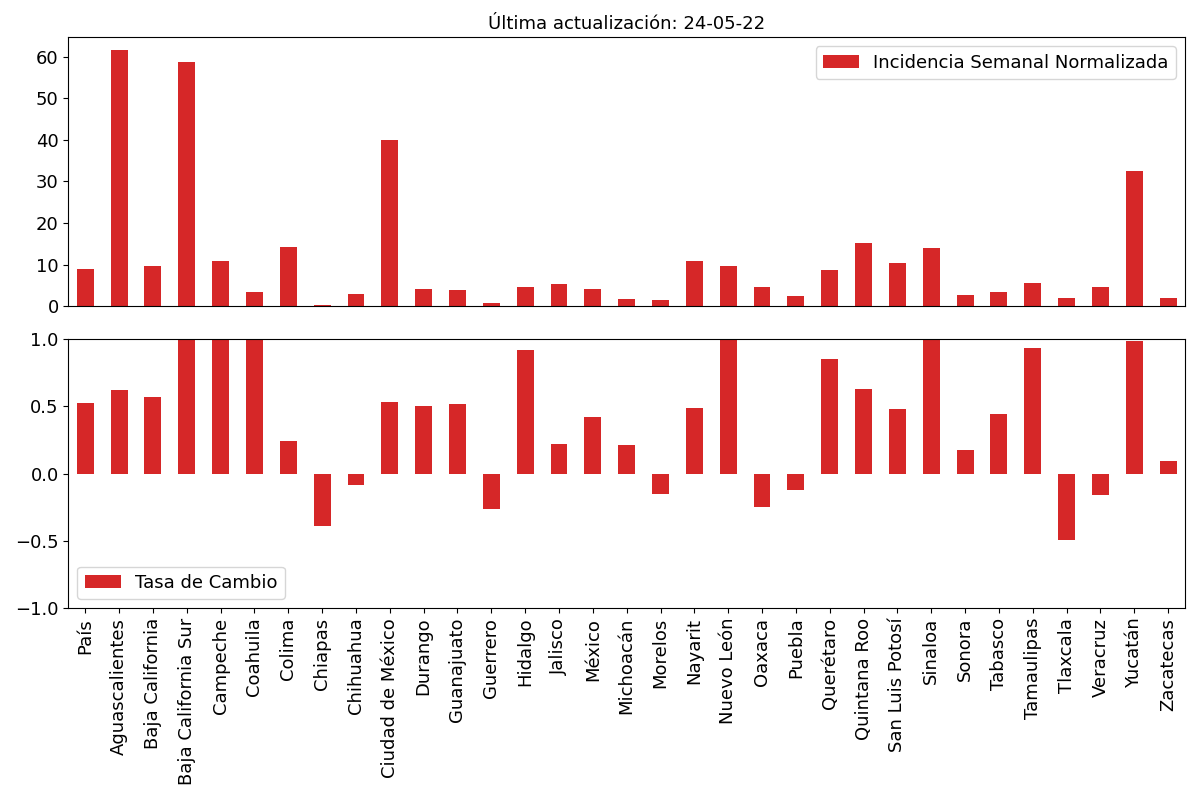 Última actualización: 24-05-22
Incidencia Semanal Normalizada
60
50
40
30
20
10
0
1.0
0.5
0.0
−0.5
−1.0
Tasa de Cambio
País
Aguascalientes
Baja California
Baja California Sur
Campeche
Coahuila
Colima
Chiapas
Chihuahua
Ciudad de México
Durango
Guanajuato
Guerrero
Hidalgo
Jalisco
México
Michoacán
Morelos
Nayarit
Nuevo León
Oaxaca
Puebla
Querétaro
Quintana Roo
San Luis Potosí
Sinaloa
Sonora
Tabasco
Tamaulipas
Tlaxcala
Veracruz
Yucatán
Zacatecas